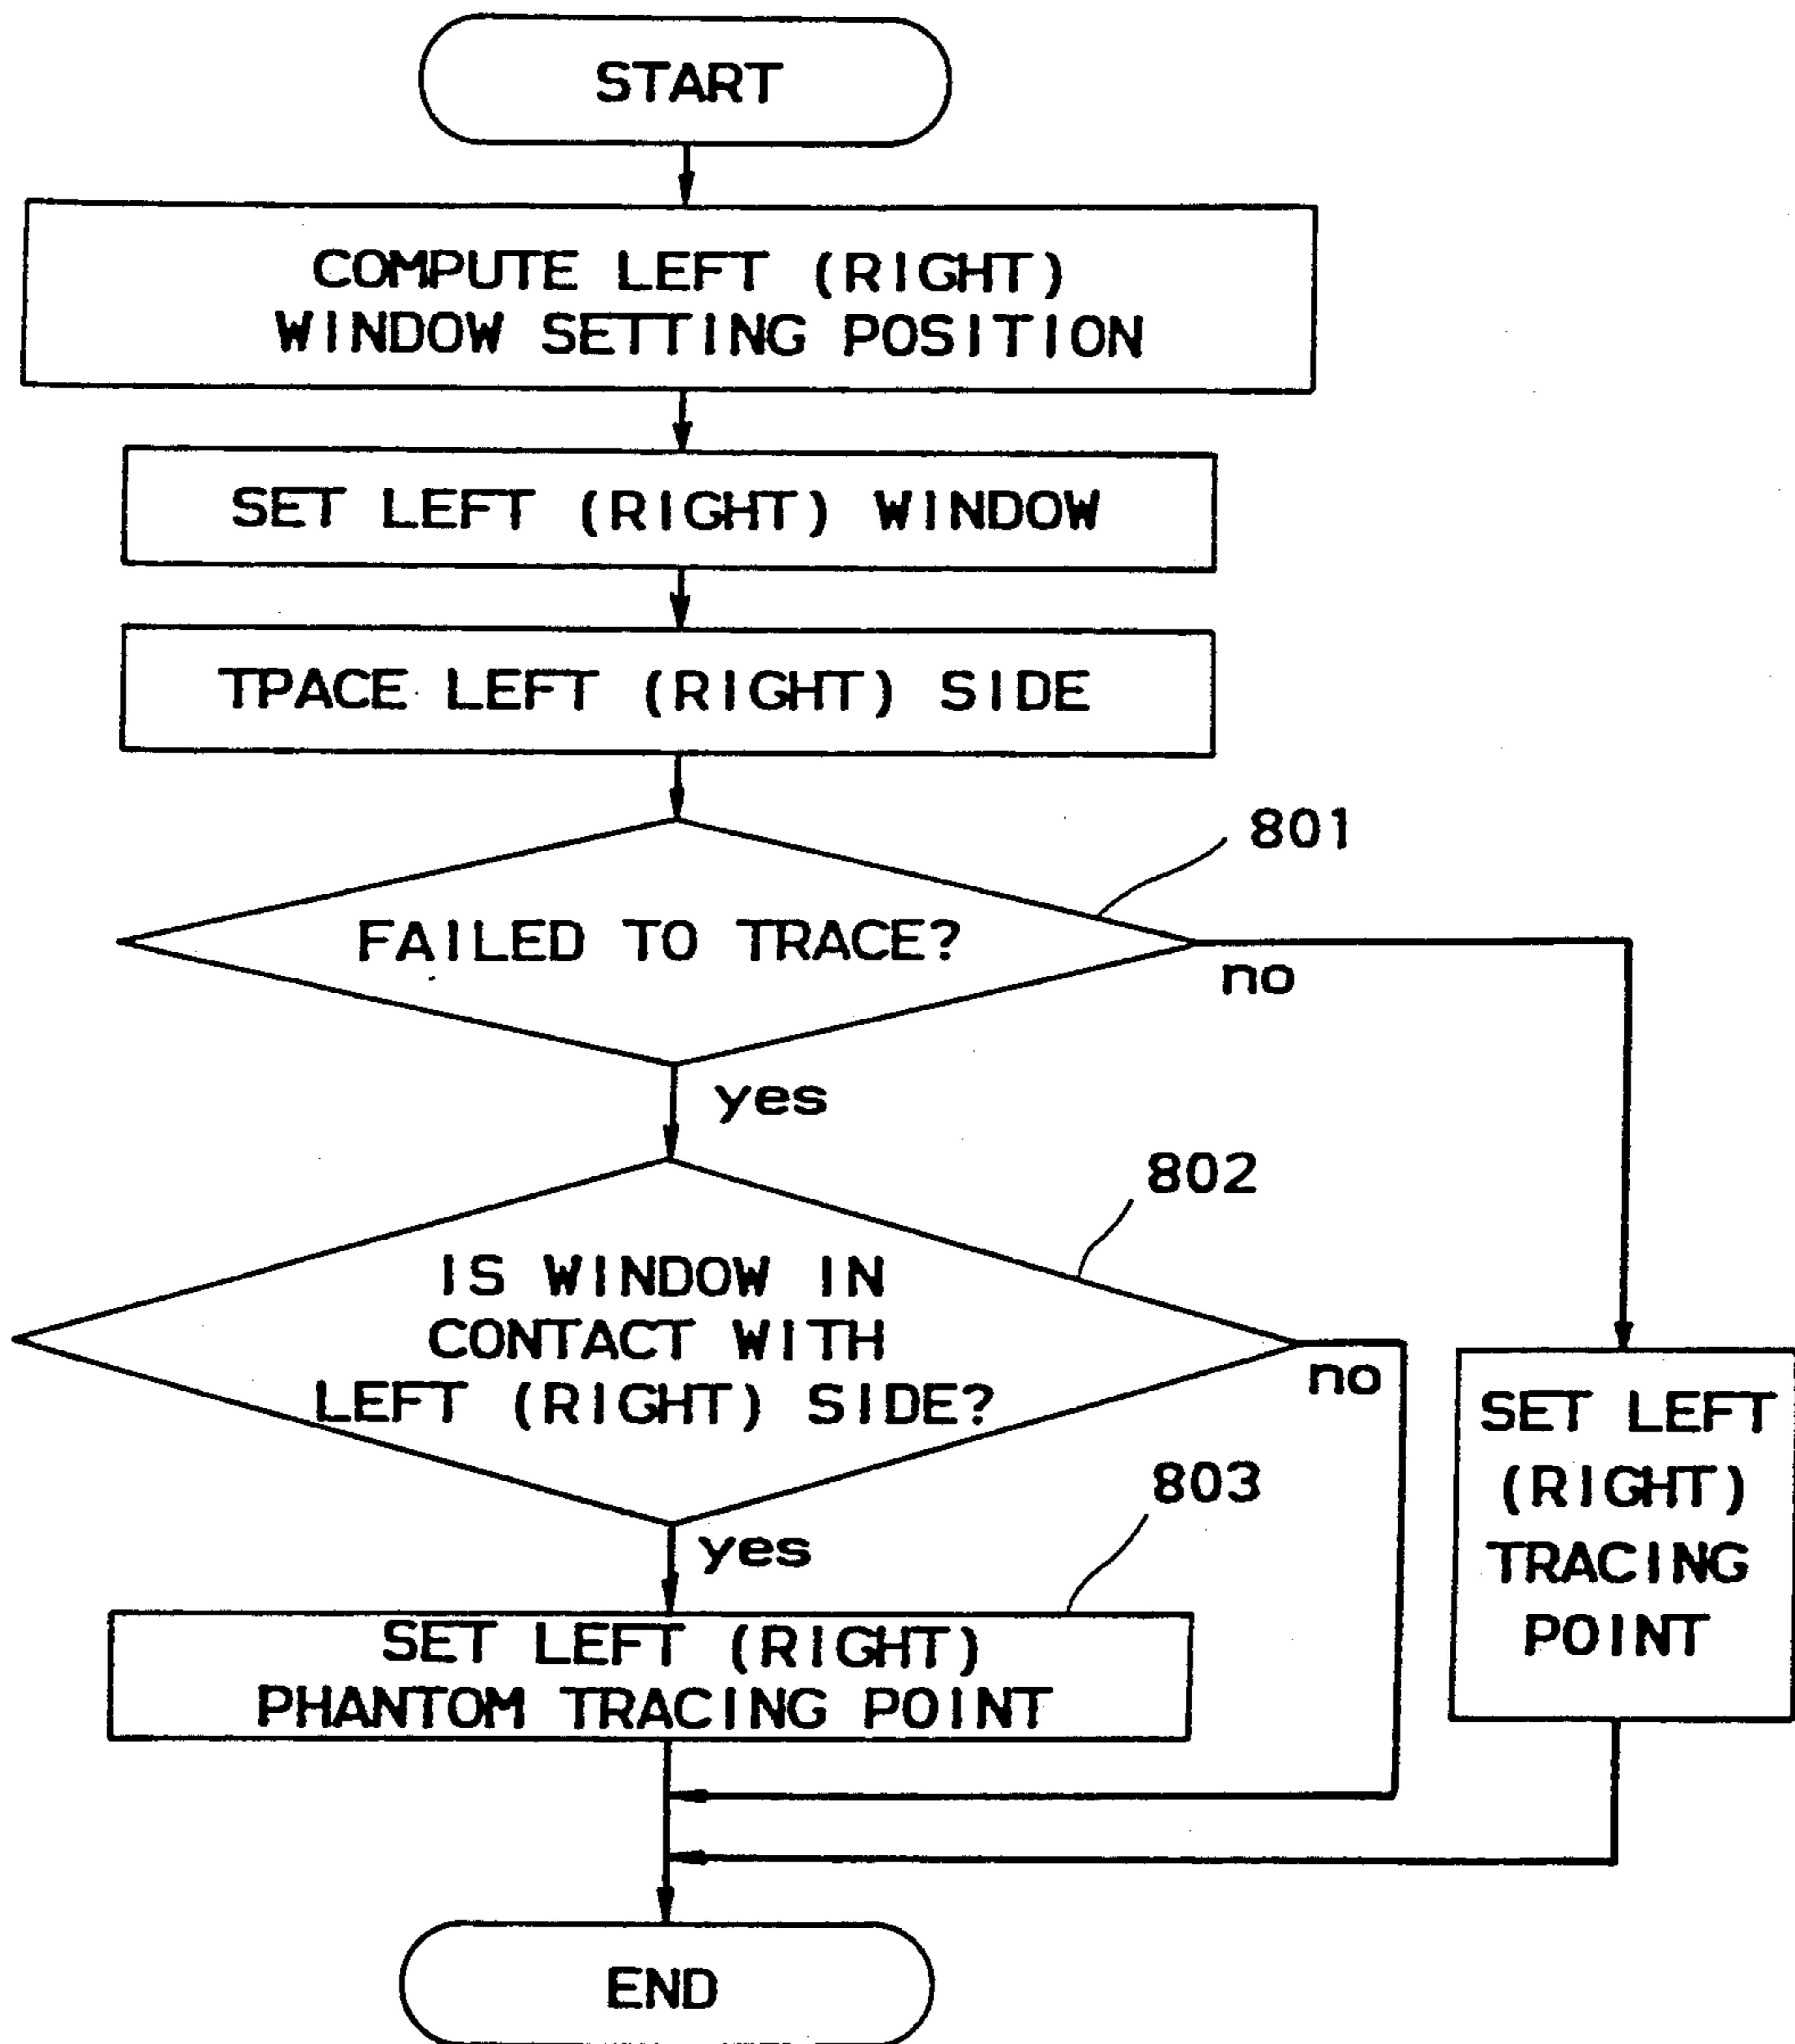 START
COMPUTE LEFT (RIGHT)
WINDOW SETTING POSITION
SET LEFT (RIGHT) WINDOW
TPACE LEFT (RIGHT) SIDE
801
FAILED TO TRACE?
no
yes
802
IS WINDOW IN
CONTACT WITH
LEFT (RIGHT) SIDE?
no
SET LEFT
(RIGHT)
TRACING
POINT
803
yes
SET LEFT (RIGHT)
PHANTOM TRACING POINT
END